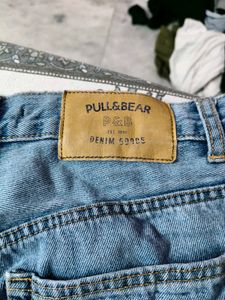 PULL&BEAR
P&B
EST. 1991
DENIM GOODS